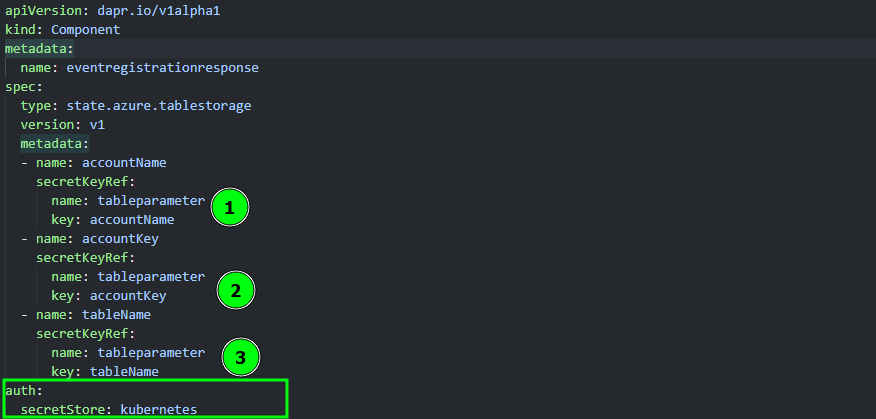 apiVersion: dapr.io/v1alpha1
kind: Component
metadata:
  name: eventregistrationresponse
spec:
  type: state.azure.tablestorage
  version: v1
  metadata:
  - name: accountName
    secretKeyRef:
      name: tableparameter
      key: accountName
1
  - name: accountKey
    secretKeyRef:
      name: tableparameter
      key: accountKey
2
  - name: tableName
    secretKeyRef:
      name: tableparameter
      key: tableName
3
auth:
  secretStore: kubernetes